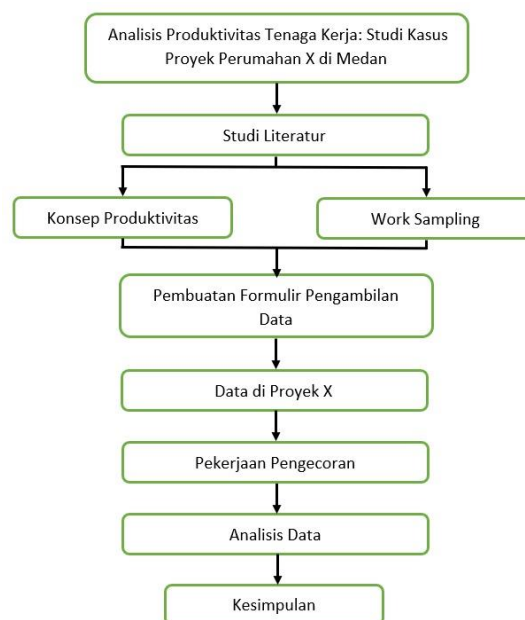 Analisis Produktivitas Tenaga Kerja: Studi Kasus
Proyek Perumahan X di Medan
Studi Literatur
Konsep Produktivitas
Work Sampling
Pembuatan Formulir Pengambilan
Data
Data di Proyek X
Pekerjaan Pengecoran
Analisis Data
Kesimpulan